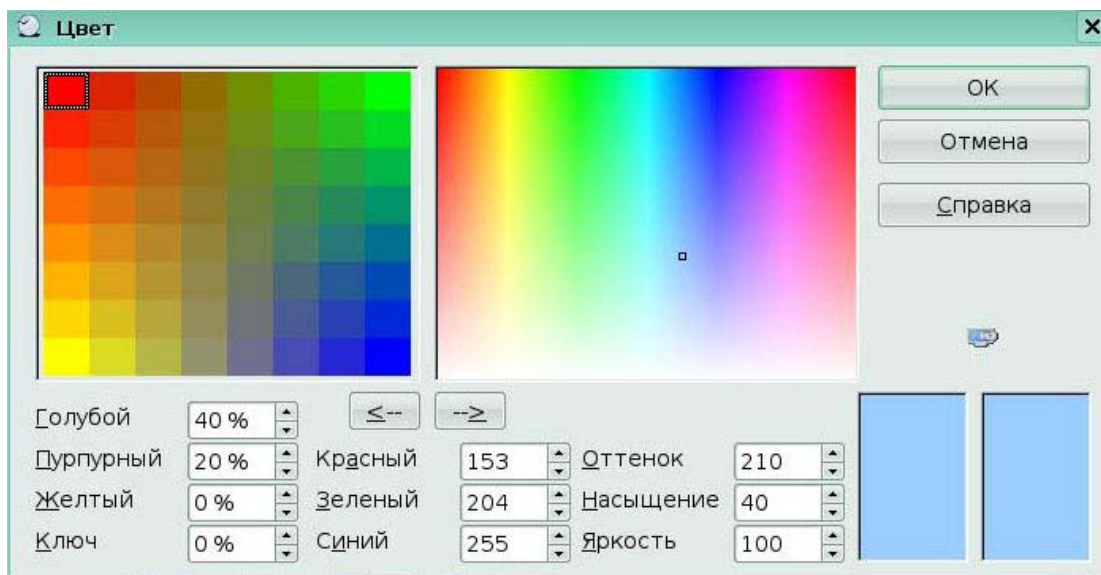 Цвет
OK
Отмена
Справка
<-- -->
Голубой 40 %
Пурпурный 20 % Красный 153 Оттенок 210
Желтый 0 % Зеленый 204 Насыщение 40
Ключ 0 % Синий 255 Яркость 100